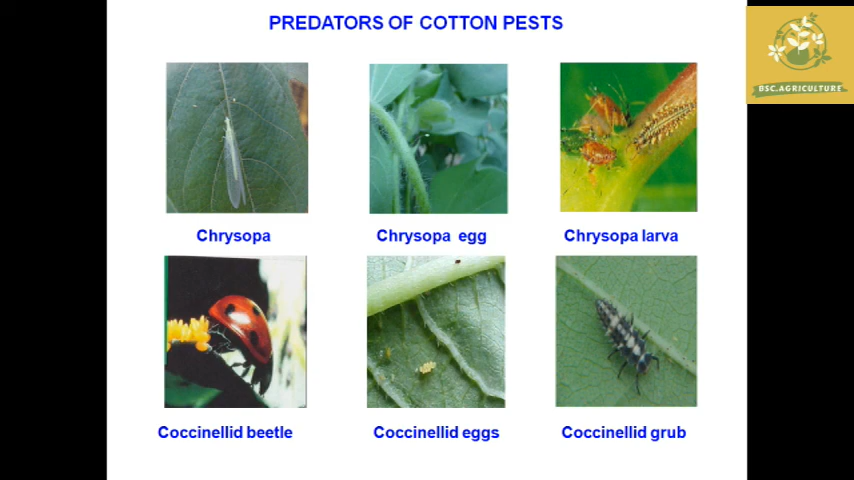 PREDATORS OF COTTON PESTS
BSC.AGRICULTURE
Chrysopa
Chrysopa egg
Chrysopa larva
Coccinellid beetle
Coccinellid eggs
Coccinellid grub